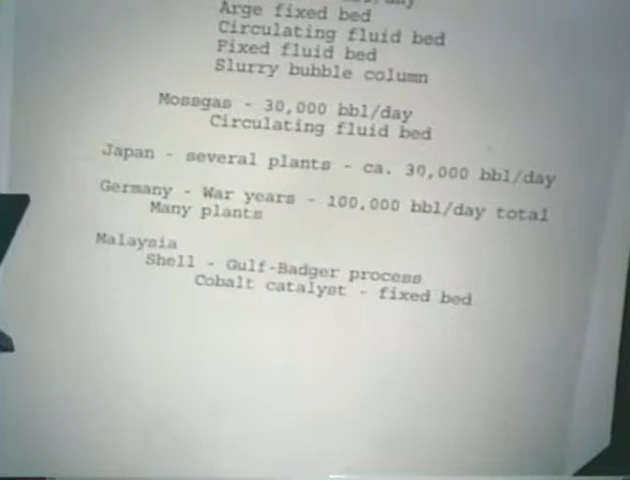 Arge fixed bed
Circulating fluid bed
Fixed fluid bed
Slurry bubble column
Mossgas - 30,000 bbl/day
Circulating fluid bed
Japan - several plants - ca. 30,000 bbl/day
Germany - War years - 100,000 bbl/day total
Many plants
Malaysia
Shell - Gulf-Badger process
Cobalt catalyst - fixed bed